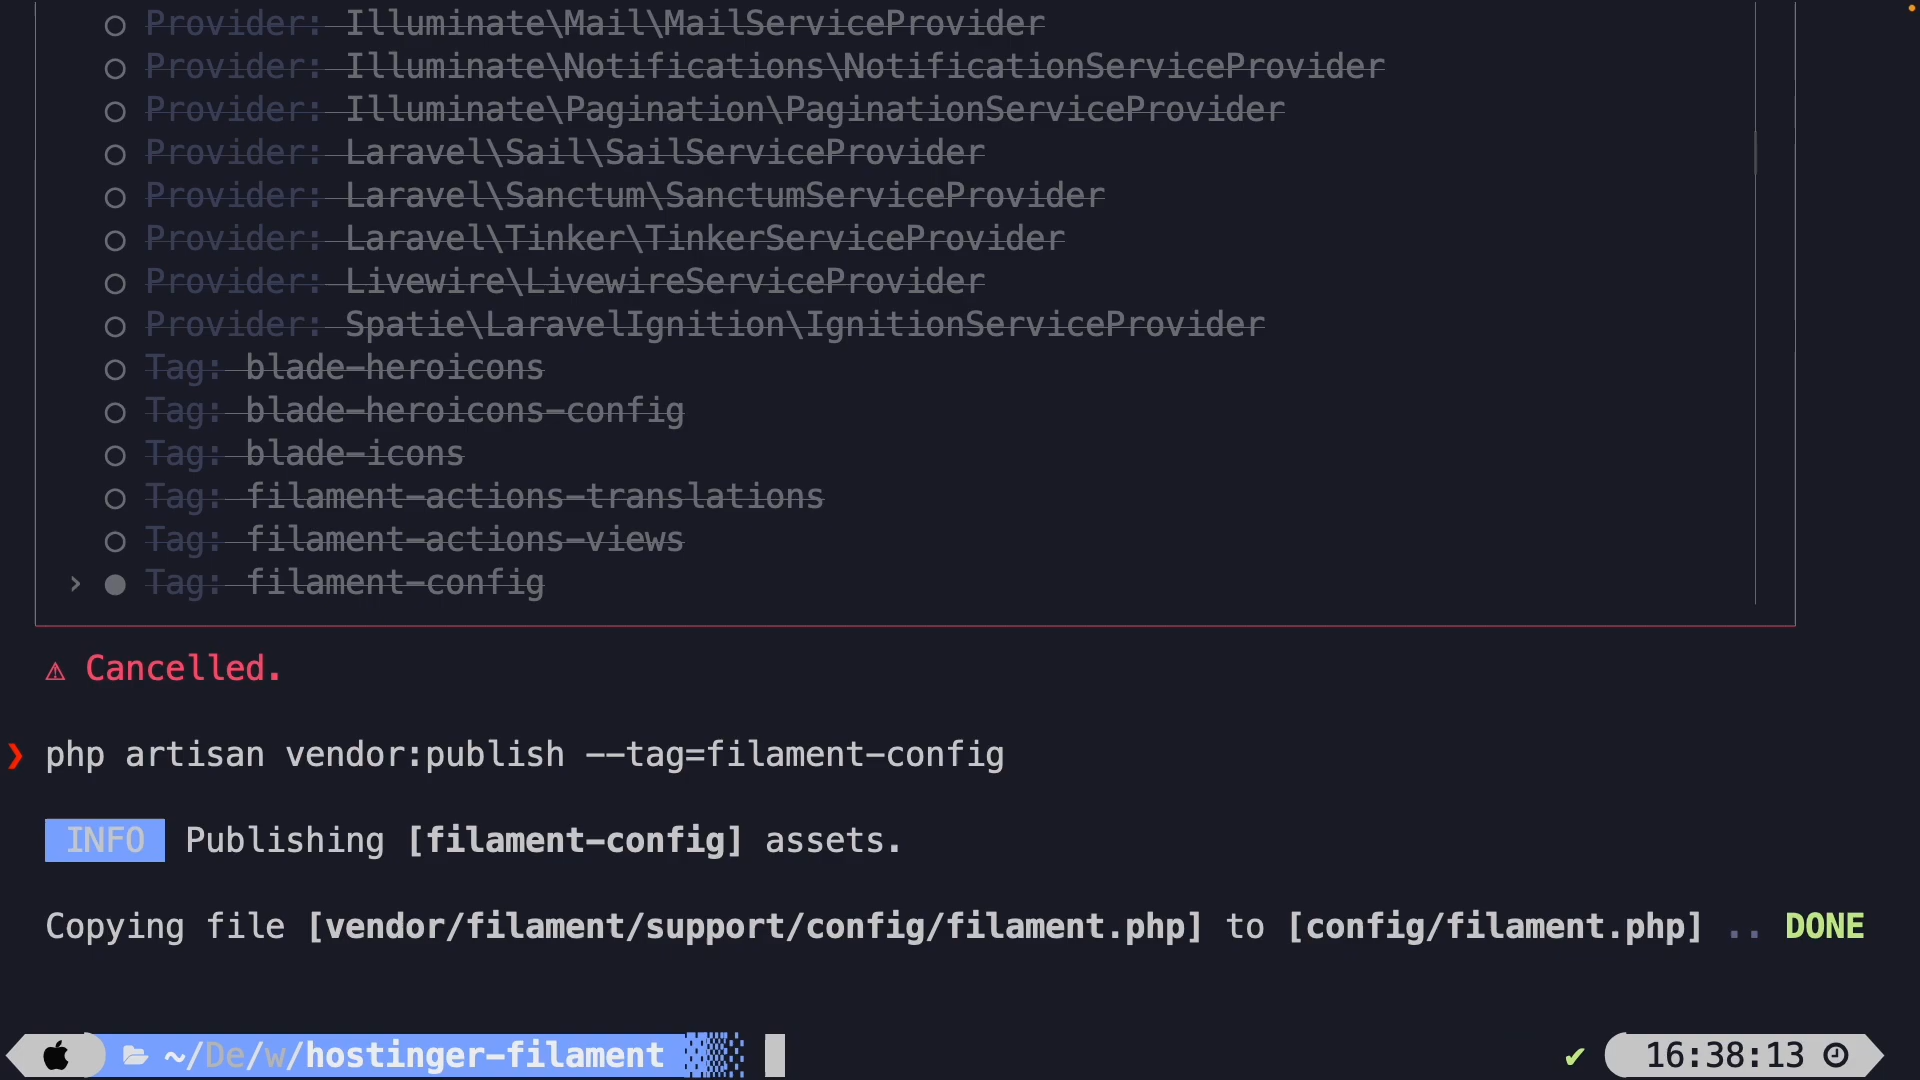 ○ Provider: Illuminate\Mail\MailServiceProvider
○ Provider: Illuminate\Notifications\NotificationServiceProvider
○ Provider: Illuminate\Pagination\PaginationServiceProvider
○ Provider: Laravel\Sail\SailServiceProvider
○ Provider: Laravel\Sanctum\SanctumServiceProvider
○ Provider: Laravel\Tinker\TinkerServiceProvider
○ Provider: Livewire\LivewireServiceProvider
○ Provider: Spatie\LaravelIgnition\IgnitionServiceProvider
○ Tag: blade-heroicons
○ Tag: blade-heroicons-config
○ Tag: blade-icons
○ Tag: filament-actions-translations
○ Tag: filament-actions-views
› ● Tag: filament-config
⚠ Cancelled.
❯ php artisan vendor:publish --tag=filament-config
INFO Publishing [filament-config] assets.
Copying file [vendor/filament/support/config/filament.php] to [config/filament.php] .. DONE
~/De/w/hostinger-filament ✔ 16:38:13